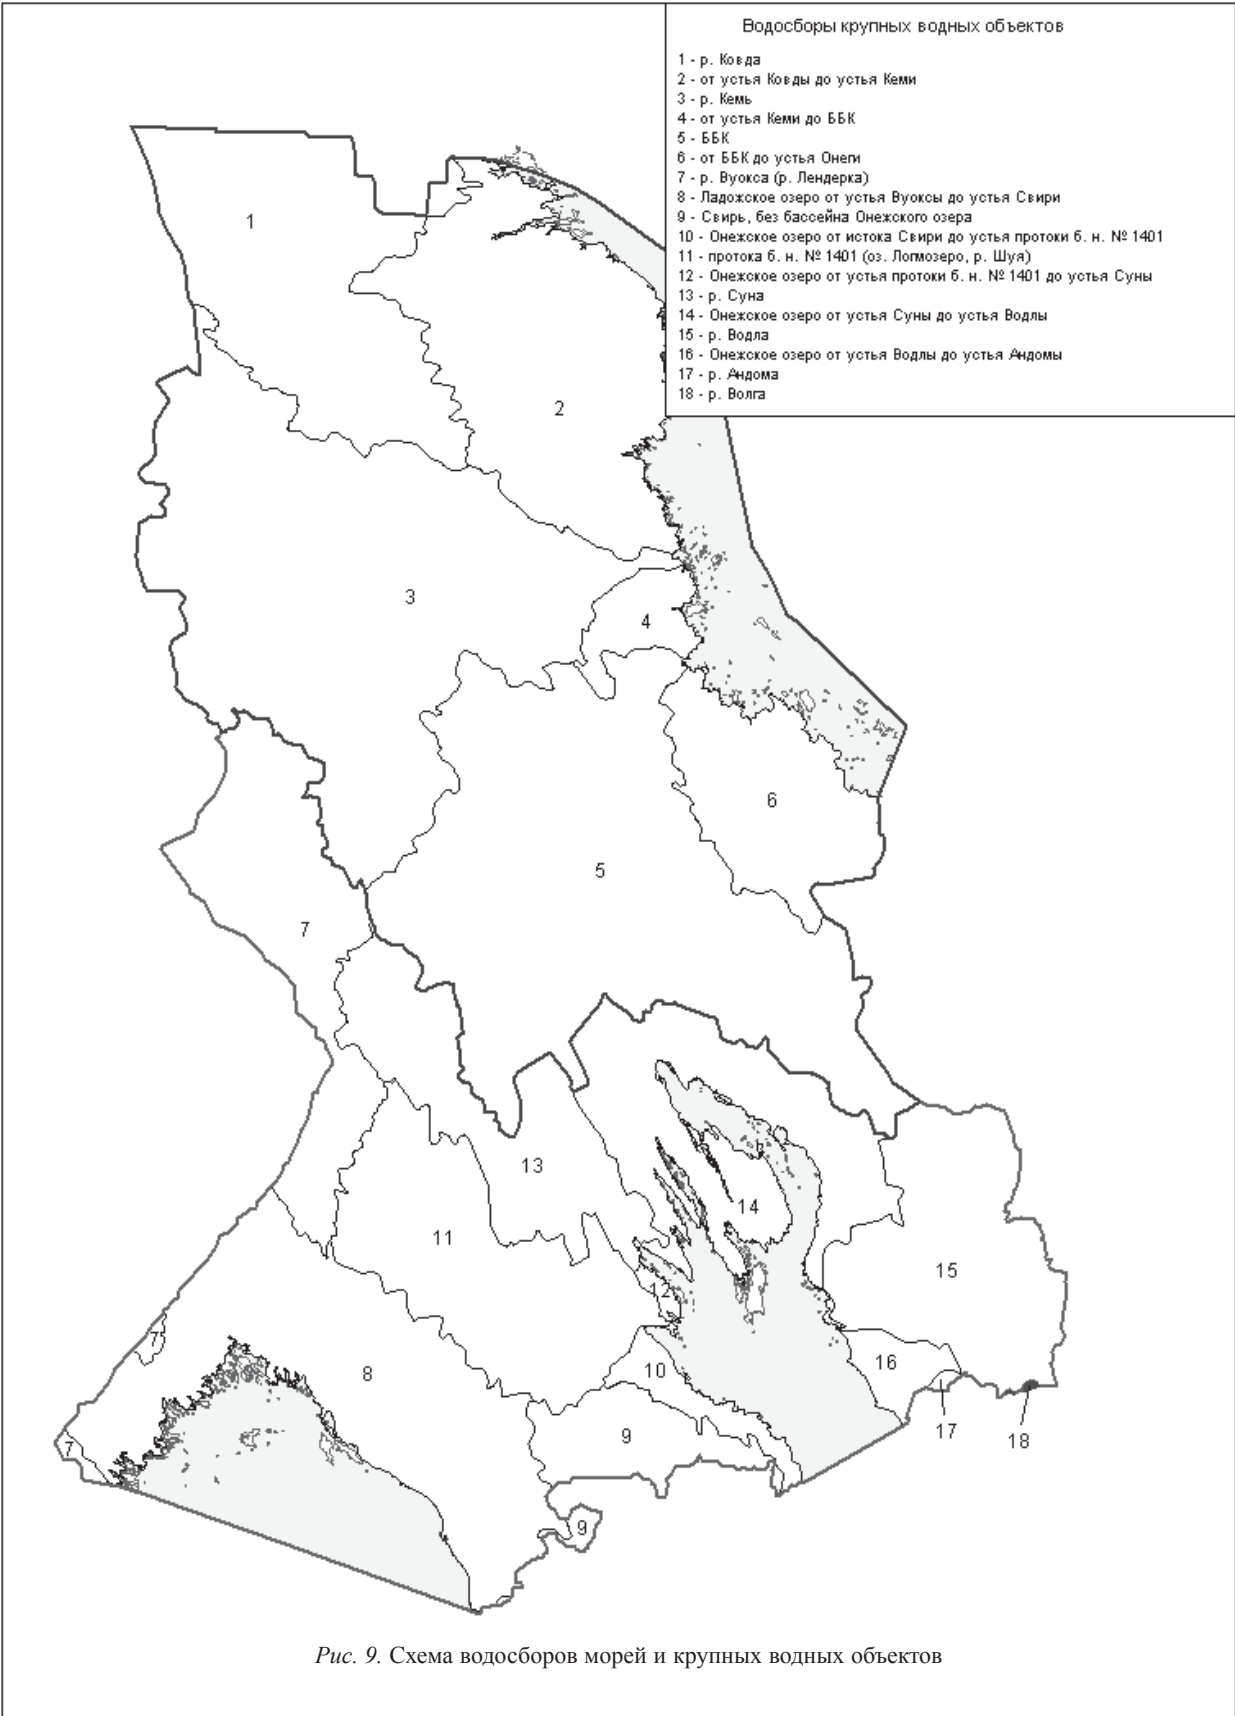 Водосборы крупных водных объектов
1 - р. Ковда
2 - от устья Ковды до устья Кеми
3 - р. Кемь
4 - от устья Кеми до ББК
5 - ББК
6 - от ББК до устья Онеги
7 - р. Вуокса (р. Лендерка)
8 - Ладожское озеро от устья Вуоксы до устья Свири
9 - Свирь, без бассейна Онежского озера
10 - Онежское озеро от истока Свири до устья протоки б. н. № 1401
11 - протока б. н. № 1401 (оз. Логмозеро, р. Шуя)
12 - Онежское озеро от устья протоки б. н. № 1401 до устья Суны
13 - р. Суна
14 - Онежское озеро от устья Суны до устья Водлы
15 - р. Водла
16 - Онежское озеро от устья Водлы до устья Андомы
17 - р. Андома
18 - р. Волга
1
2
3
4
5
6
7
13
14
11
15
12
7
8
10
16
9
7
17
18
9
Рис. 9. Схема водосборов морей и крупных водных объектов